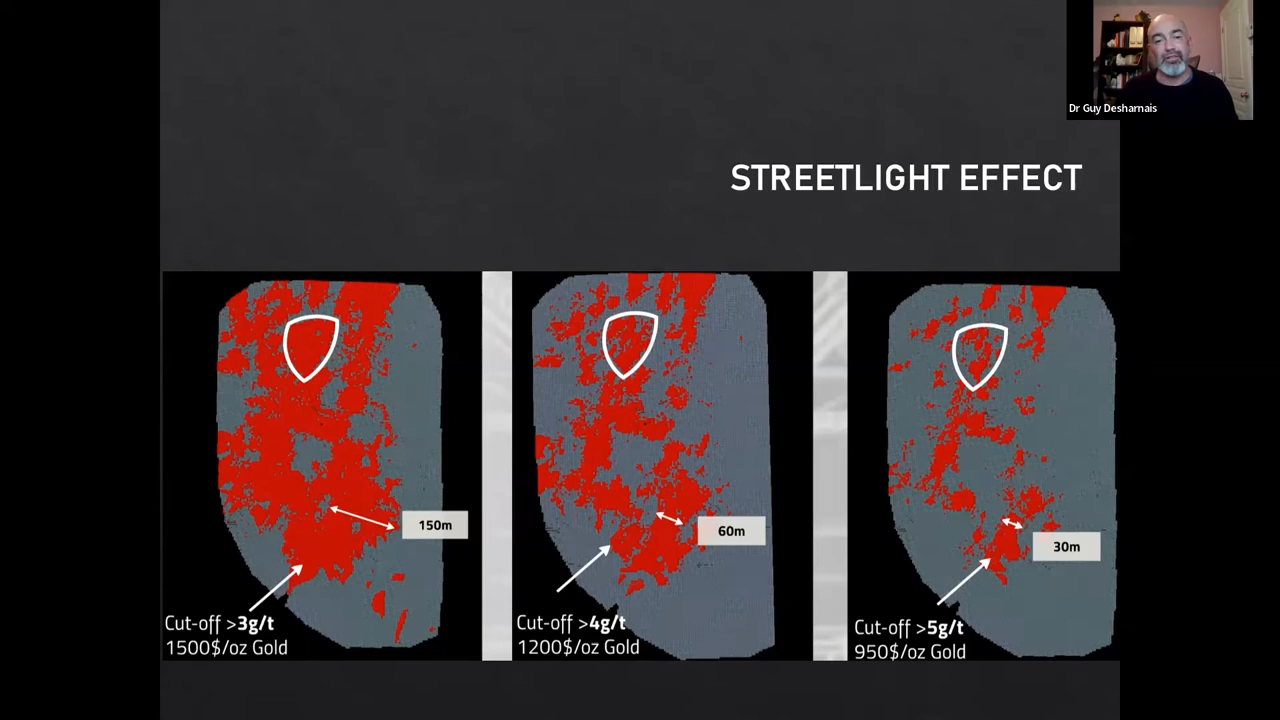 Dr Guy Desharnais
STREETLIGHT EFFECT
150m
Cut-off >3g/t
1500$/oz Gold
60m
Cut-off >4g/t
1200$/oz Gold
30m
Cut-off >5g/t
950$/oz Gold